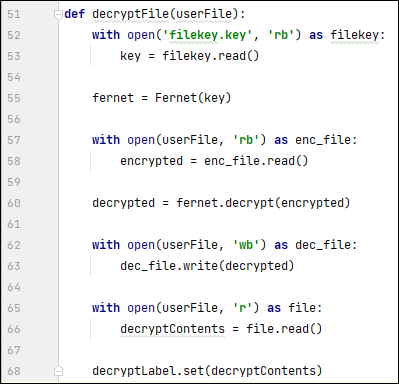 51 def decryptFile(userFile):
52 with open('filekey.key', 'rb') as filekey:
53 key = filekey.read()
54
55 fernet = Fernet(key)
56
57 with open(userFile, 'rb') as enc_file:
58 encrypted = enc_file.read()
59
60 decrypted = fernet.decrypt(encrypted)
61
62 with open(userFile, 'wb') as dec_file:
63 dec_file.write(decrypted)
64
65 with open(userFile, 'r') as file:
66 decryptContents = file.read()
67
68 decryptLabel.set(decryptContents)